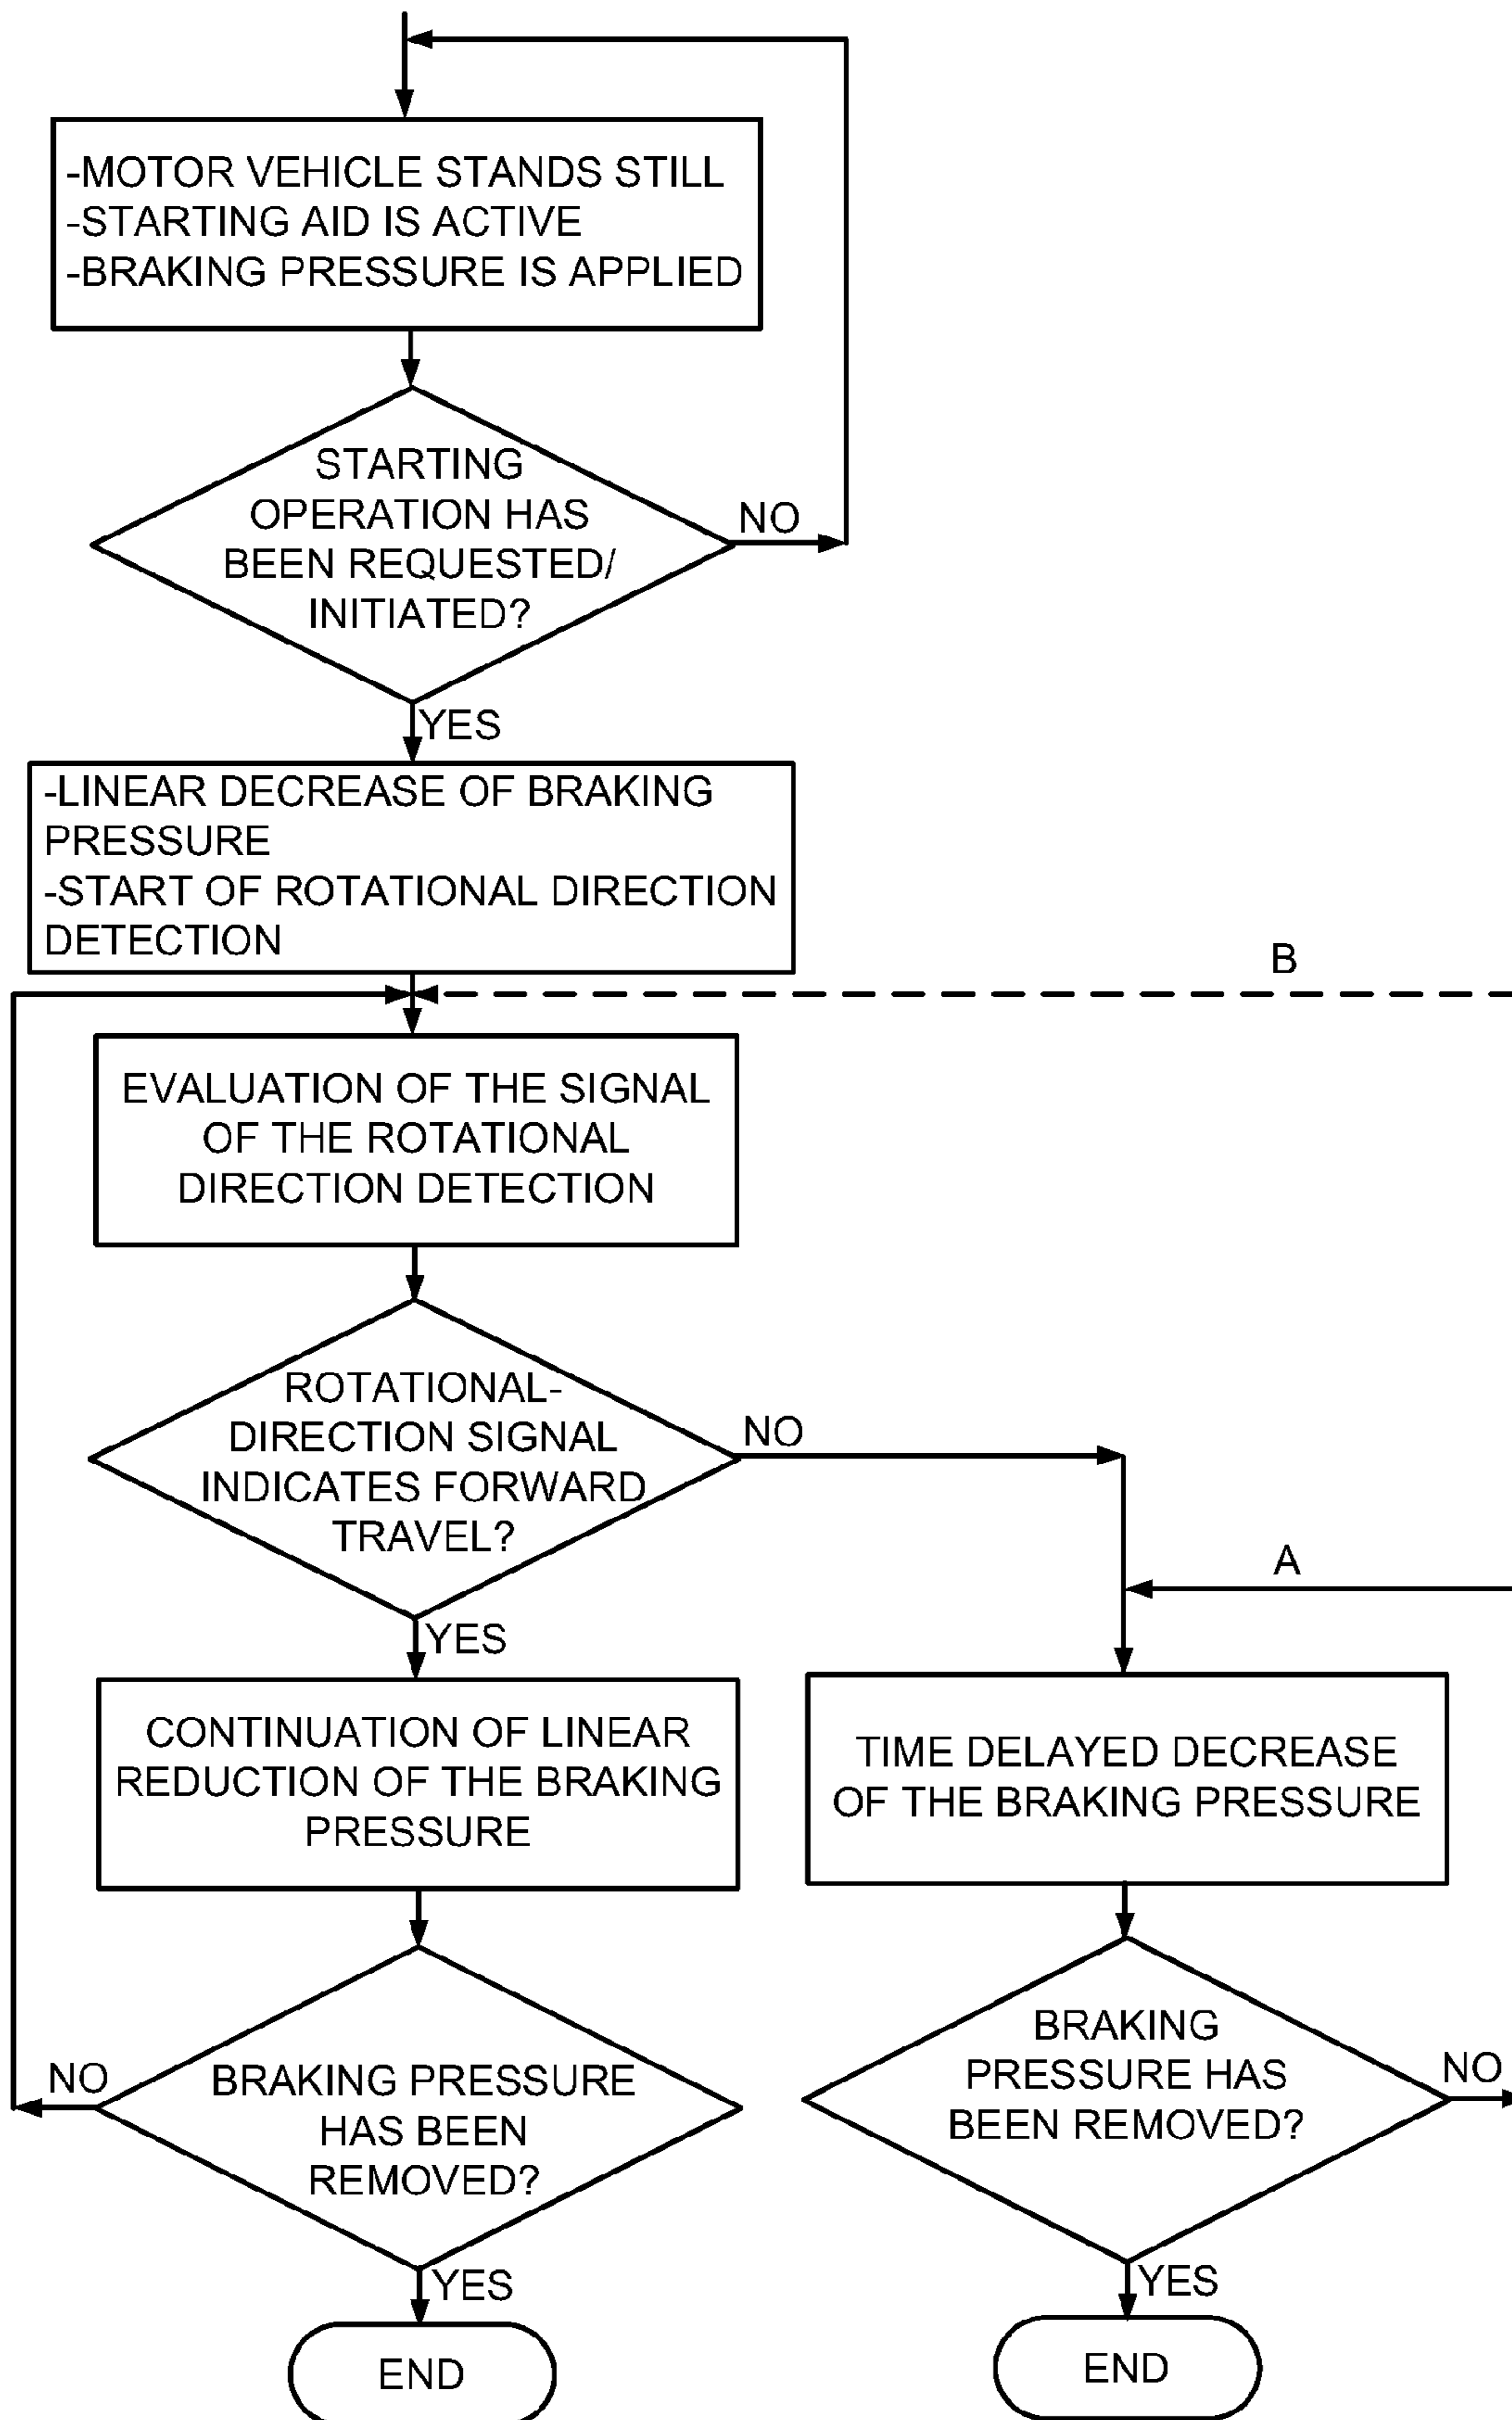 -MOTOR VEHICLE STANDS STILL
-STARTING AID IS ACTIVE
-BRAKING PRESSURE IS APPLIED
STARTING
OPERATION HAS
BEEN REQUESTED/
INITIATED?
NO
YES
-LINEAR DECREASE OF BRAKING
PRESSURE
-START OF ROTATIONAL DIRECTION
DETECTION
B
EVALUATION OF THE SIGNAL
OF THE ROTATIONAL
DIRECTION DETECTION
ROTATIONAL-
DIRECTION SIGNAL
INDICATES FORWARD
TRAVEL?
NO
A
YES
CONTINUATION OF LINEAR
REDUCTION OF THE BRAKING
PRESSURE
TIME DELAYED DECREASE
OF THE BRAKING PRESSURE
NO
BRAKING PRESSURE
HAS BEEN
REMOVED?
BRAKING
PRESSURE HAS
BEEN REMOVED?
NO
YES
YES
END
END